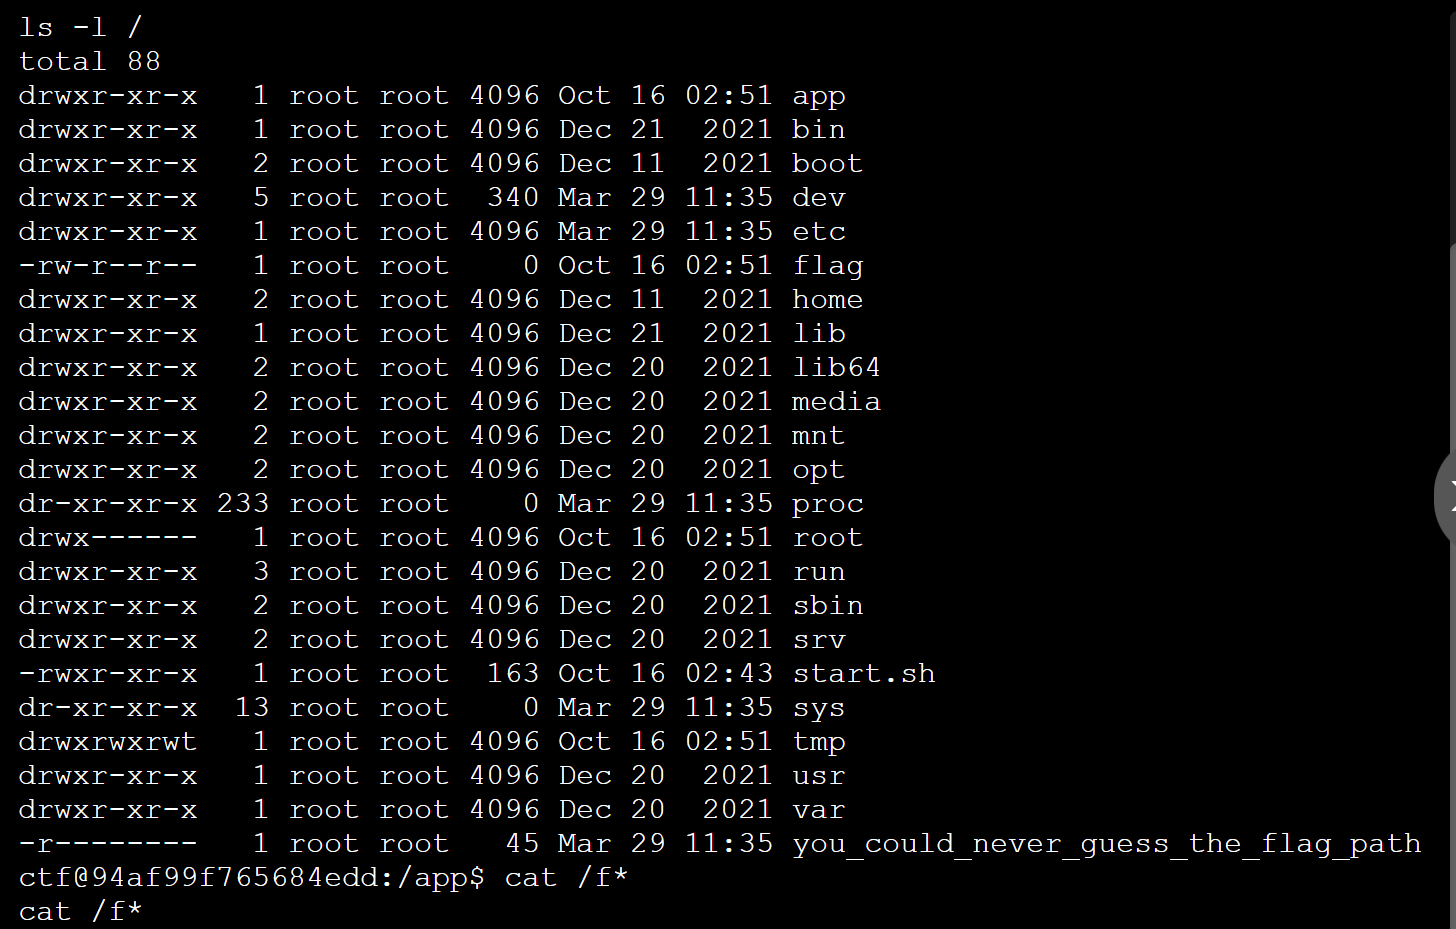 ls -l /
total 88
drwxr-xr-x   1 root root 4096 Oct 16 02:51 app
drwxr-xr-x   1 root root 4096 Dec 21  2021 bin
drwxr-xr-x   2 root root 4096 Dec 11  2021 boot
drwxr-xr-x   5 root root  340 Mar 29 11:35 dev
drwxr-xr-x   1 root root 4096 Mar 29 11:35 etc
-rw-r--r--   1 root root    0 Oct 16 02:51 flag
drwxr-xr-x   2 root root 4096 Dec 11  2021 home
drwxr-xr-x   1 root root 4096 Dec 21  2021 lib
drwxr-xr-x   2 root root 4096 Dec 20  2021 lib64
drwxr-xr-x   2 root root 4096 Dec 20  2021 media
drwxr-xr-x   2 root root 4096 Dec 20  2021 mnt
drwxr-xr-x   2 root root 4096 Dec 20  2021 opt
dr-xr-xr-x 233 root root    0 Mar 29 11:35 proc
drwx------   1 root root 4096 Oct 16 02:51 root
drwxr-xr-x   3 root root 4096 Dec 20  2021 run
drwxr-xr-x   2 root root 4096 Dec 20  2021 sbin
drwxr-xr-x   2 root root 4096 Dec 20  2021 srv
-rwxr-xr-x   1 root root  163 Oct 16 02:43 start.sh
dr-xr-xr-x  13 root root    0 Mar 29 11:35 sys
drwxrwxrwt   1 root root 4096 Oct 16 02:51 tmp
drwxr-xr-x   1 root root 4096 Dec 20  2021 usr
drwxr-xr-x   1 root root 4096 Dec 20  2021 var
-r--------   1 root root   45 Mar 29 11:35 you_could_never_guess_the_flag_path
ctf@94af99f765684edd:/app$ cat /f*
cat /f*